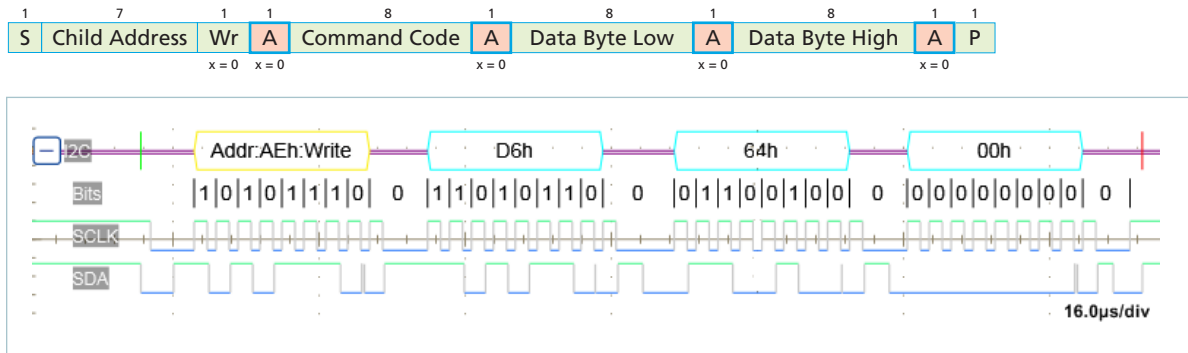 1 7 1 1 8 1 8 1 8 1 1
S Child Address Wr A Command Code A Data Byte Low A Data Byte High A P
x = 0 x = 0 x = 0 x = 0 x = 0
I2C Addr:AEh:Write D6h 64h 00h
Bits 1 0 1 0 1 1 1 0 0 1 1 0 1 0 1 1 0 0 0 1 1 0 0 1 0 0 0 0 0 0 0 0 0 0 0 0
SCLK
SDA
16.0µs/div